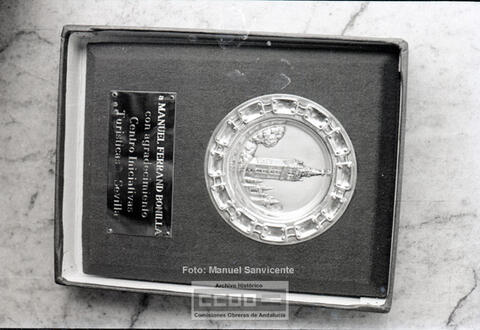 a MANUEL FERRAND BONILLA
con agradecimiento
Centro Iniciativas
Turísticas Sevilla
Foto: Manuel Sanvicente
Archivo Histórico
CCOO
Comisiones Obreras de Andalucía